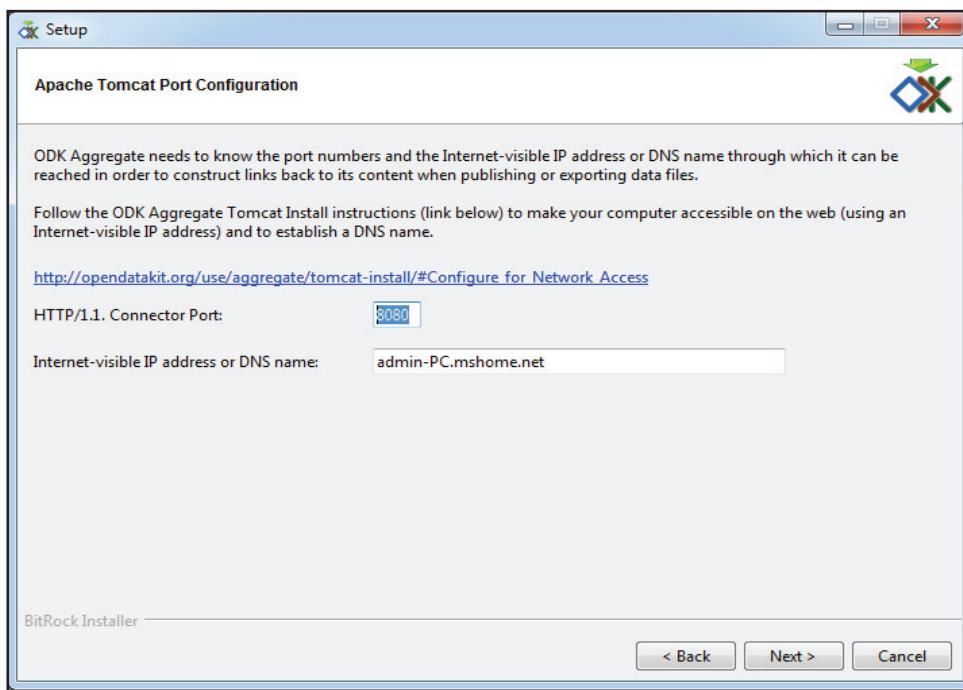 Setup
Apache Tomcat Port Configuration
ODK Aggregate needs to know the port numbers and the Internet-visible IP address or DNS name through which it can be
reached in order to construct links back to its content when publishing or exporting data files.
Follow the ODK Aggregate Tomcat Install instructions (link below) to make your computer accessible on the web (using an
Internet-visible IP address) and to establish a DNS name.
http://opendatakit.org/use/aggregate/tomcat-install/#Configure_for_Network_Access
HTTP/1.1. Connector Port: 8080
Internet-visible IP address or DNS name: admin-PC.mshome.net
BitRock Installer
< Back Next > Cancel